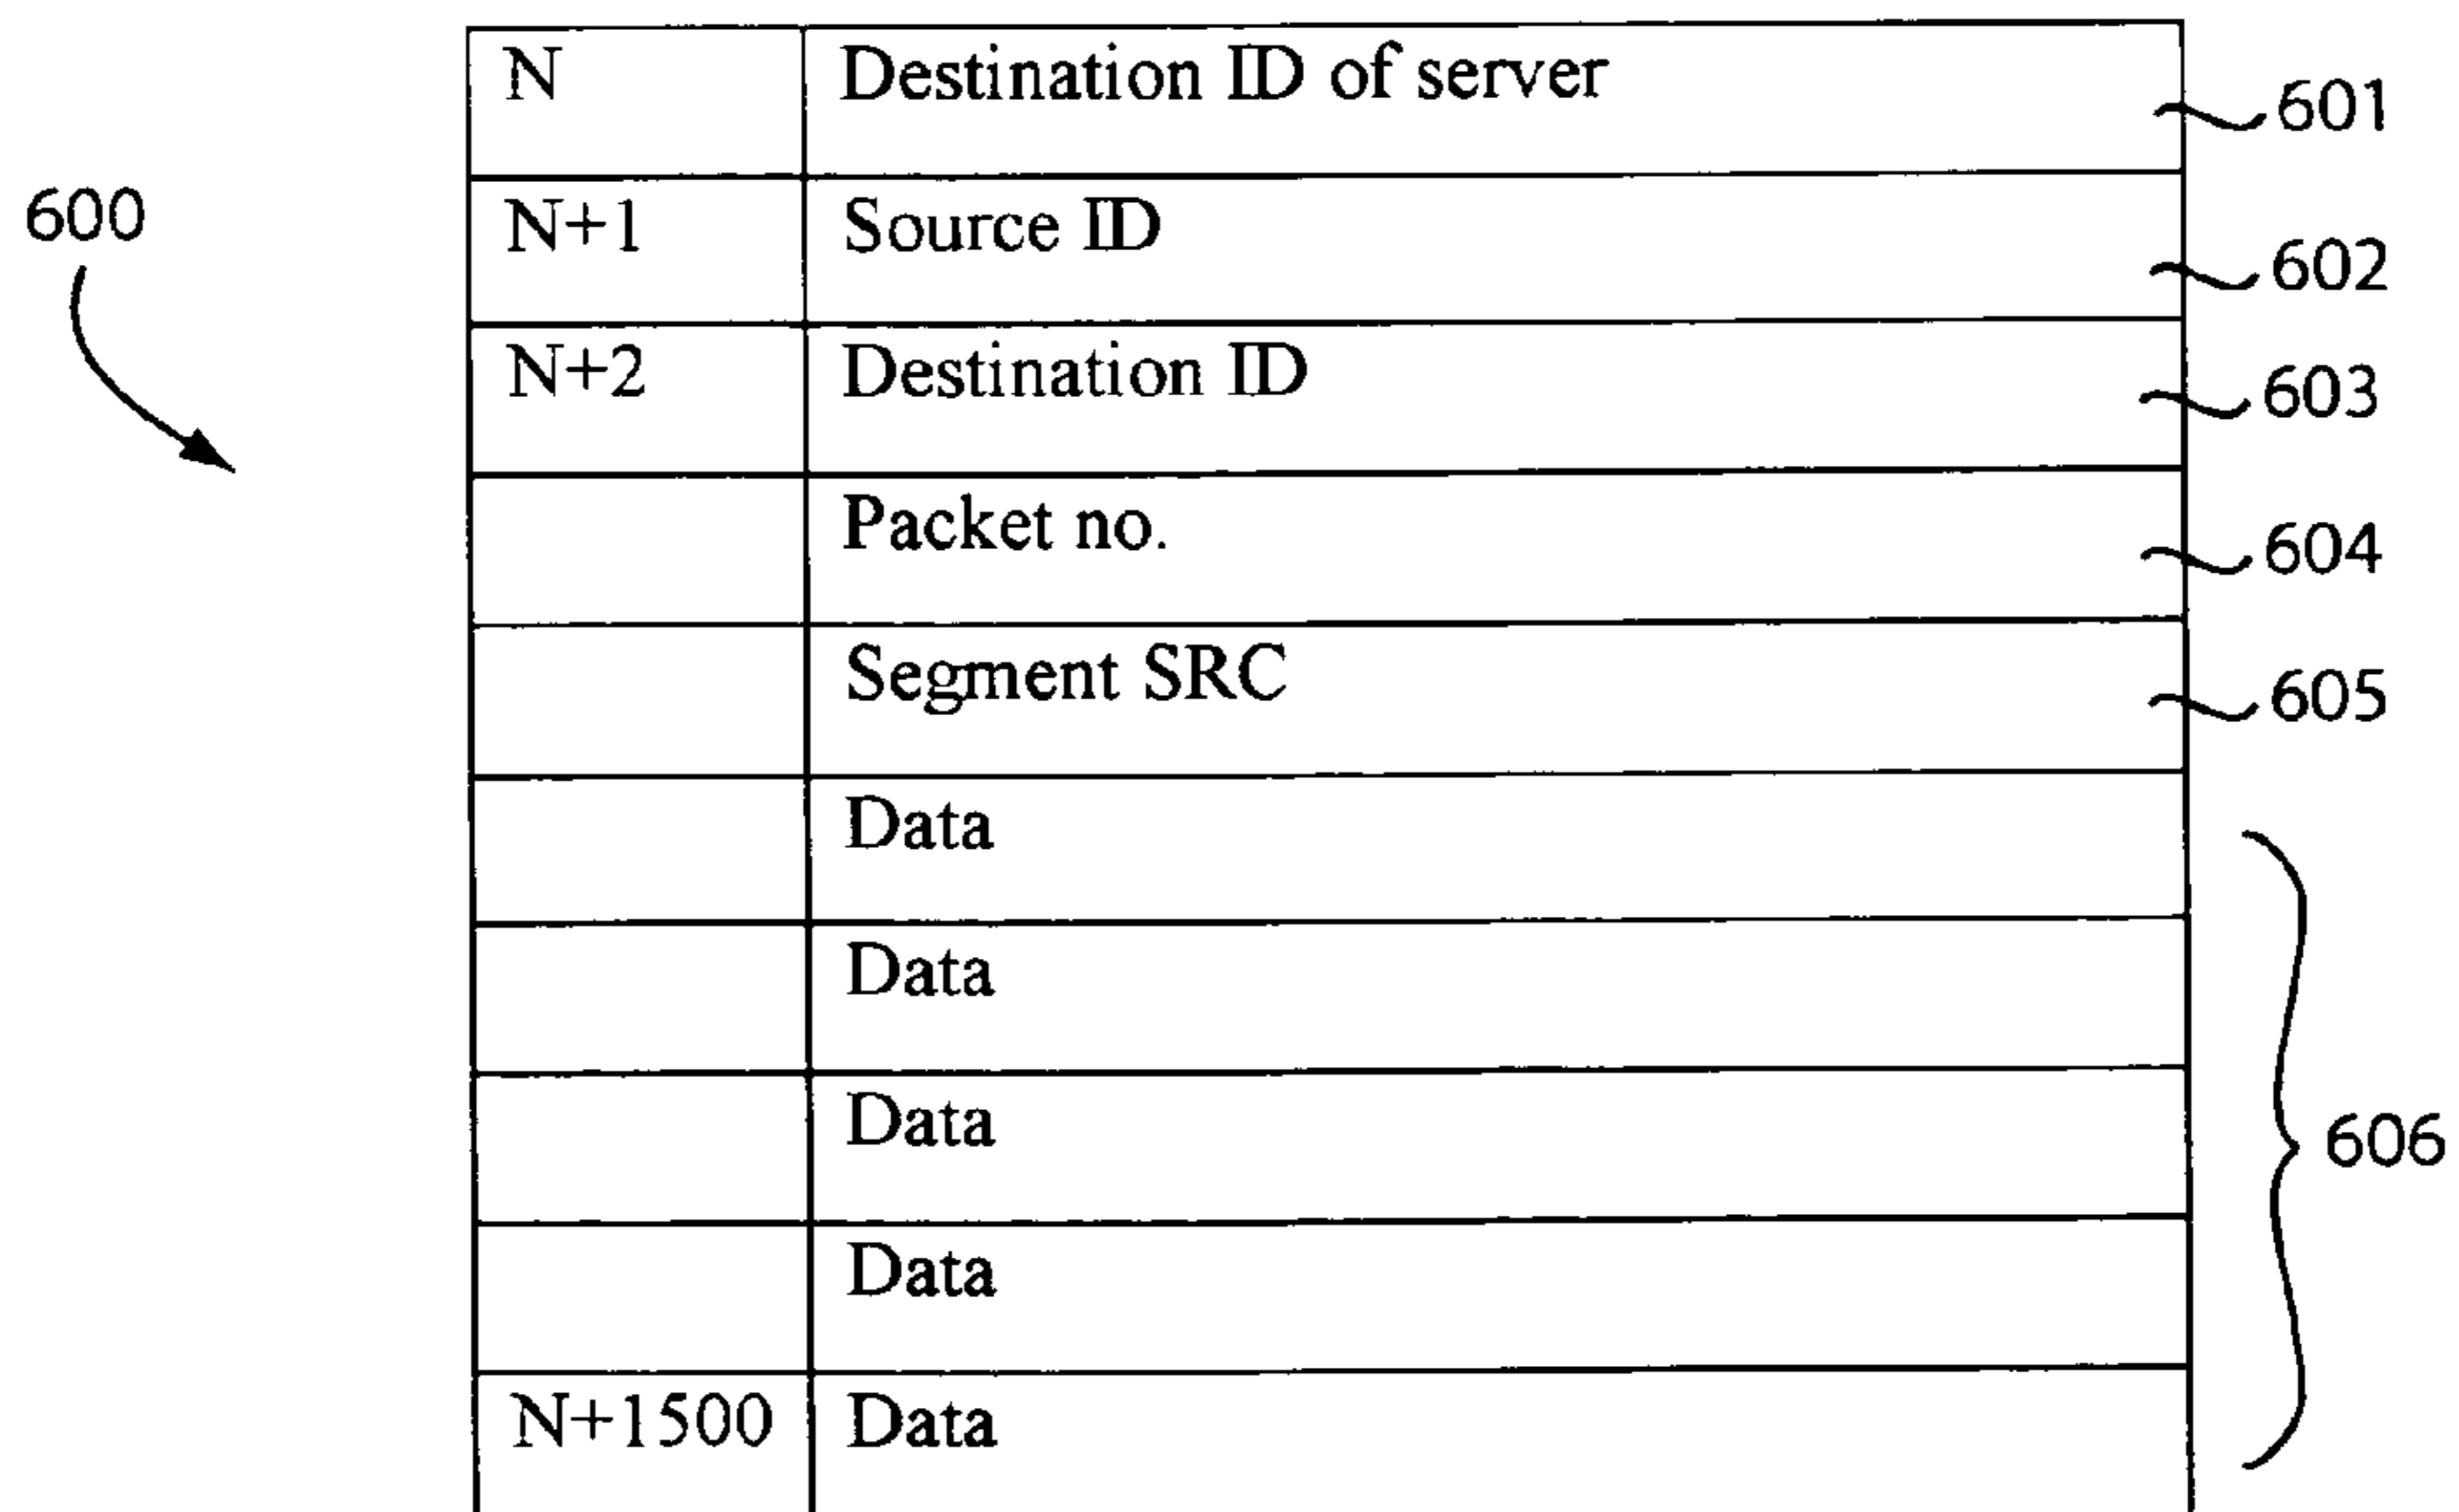 N Destination ID of server 601
600
N+1 Source ID 602
N+2 Destination ID 603
Packet no. 604
Segment SRC 605
Data
Data
Data 606
Data
N+1500 Data